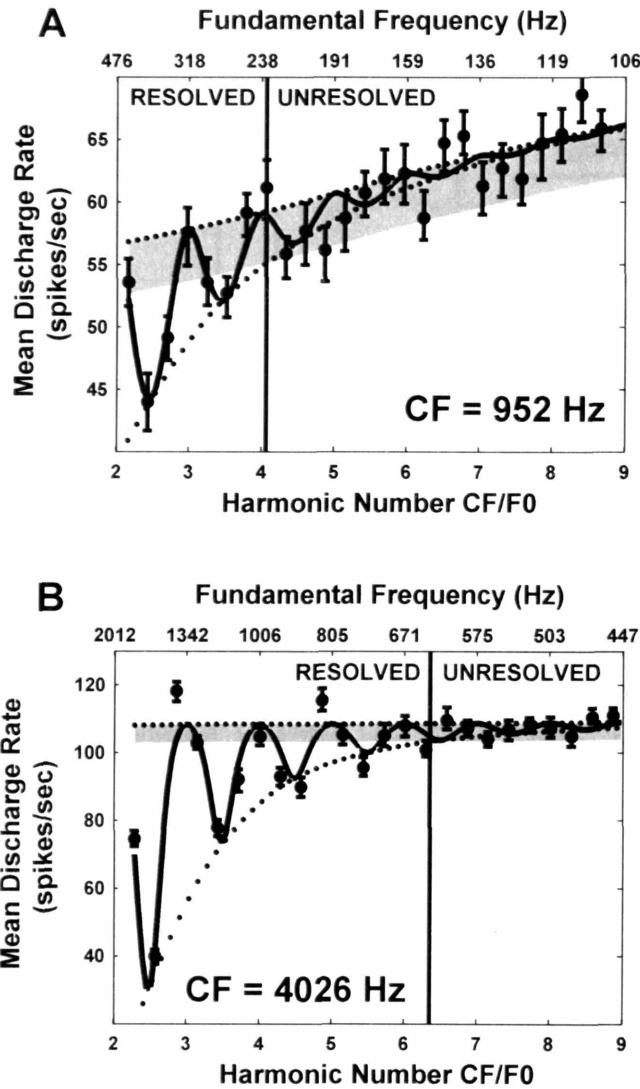 A
Fundamental Frequency (Hz)
476 318 238 191 159 136 119 106
RESOLVED UNRESOLVED
65
60
55
50
45
Mean Discharge Rate
(spikes/sec)
CF = 952 Hz
2 3 4 5 6 7 8 9
Harmonic Number CF/F0
B
Fundamental Frequency (Hz)
2012 1342 1006 805 671 575 503 447
RESOLVED UNRESOLVED
120
100
80
60
40
Mean Discharge Rate
(spikes/sec)
CF = 4026 Hz
2 3 4 5 6 7 8 9
Harmonic Number CF/F0